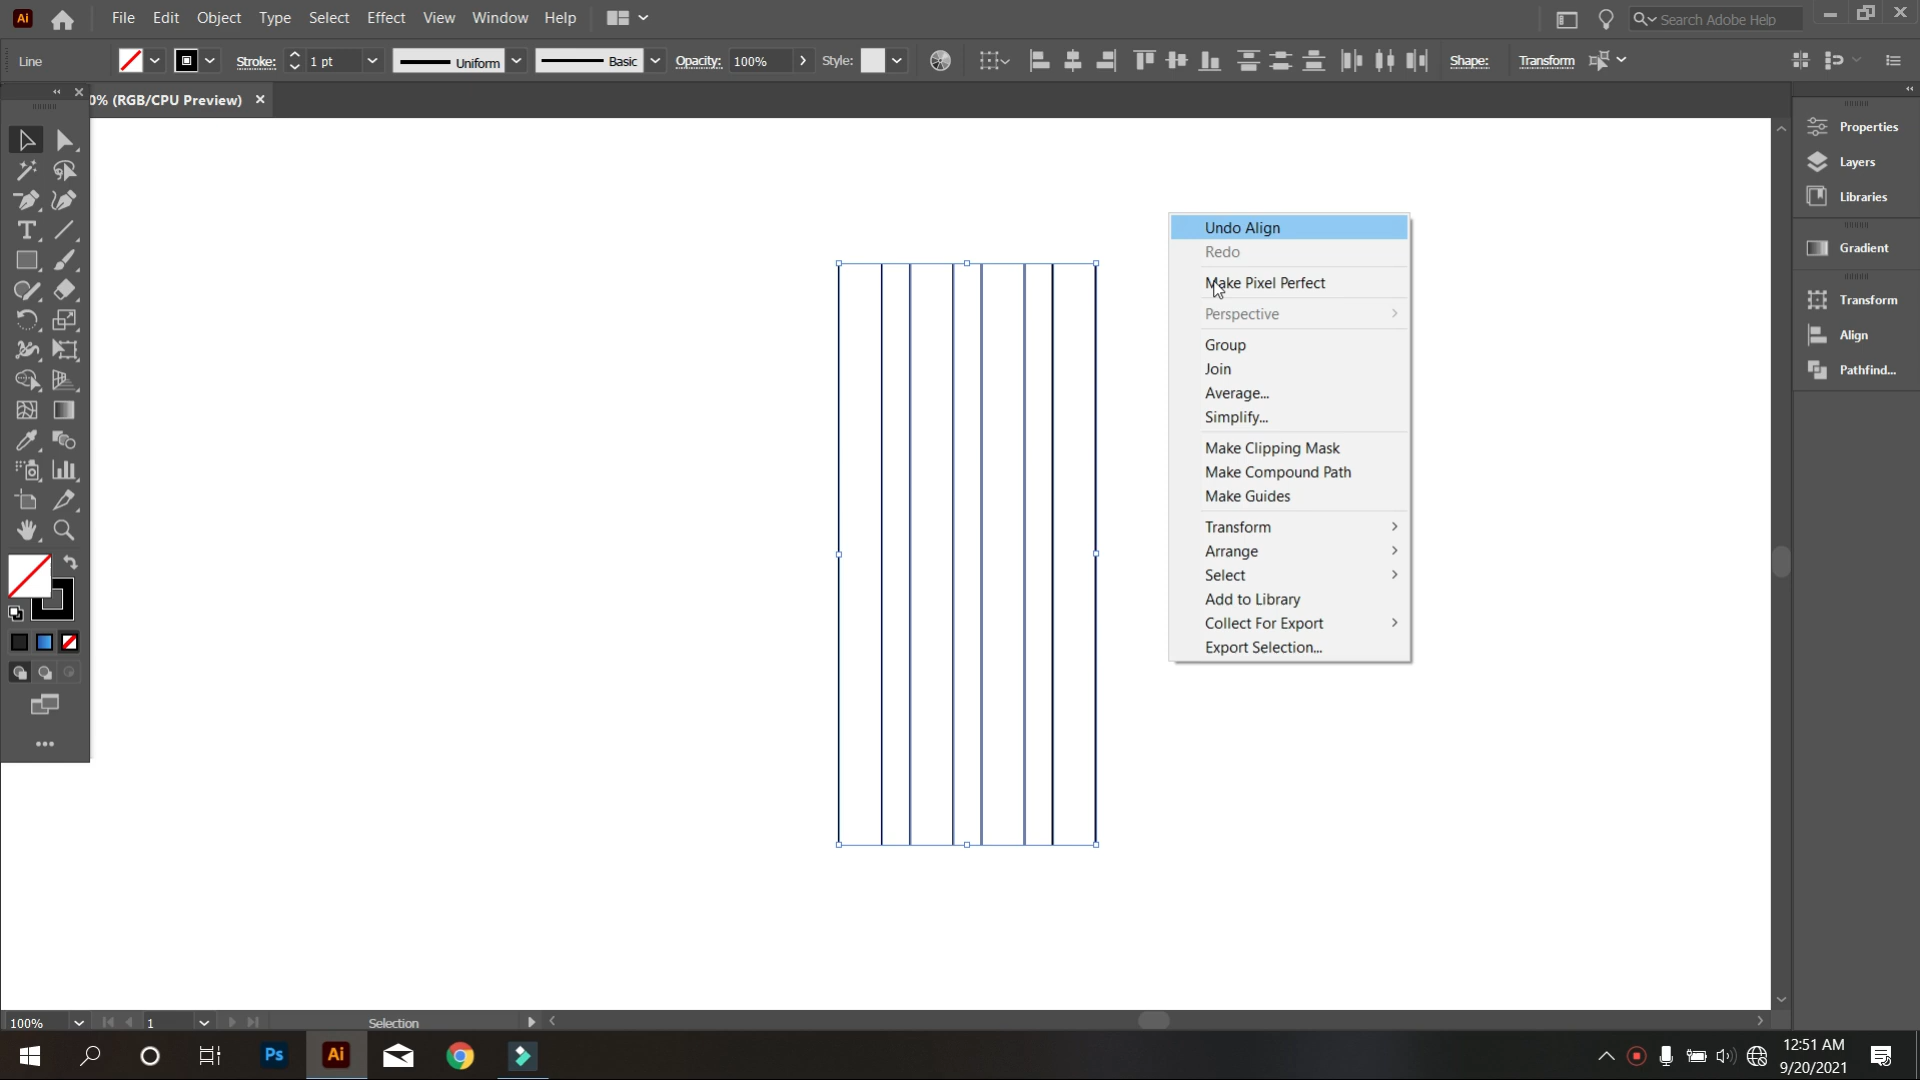 Ai File Edit Object Type Select Effect View Window Help Search Adobe Help
Line Stroke: 1 pt Uniform Basic Opacity: 100% Style: Shape: Transform
0% (RGB/CPU Preview) ×
Properties
Layers
Libraries
Gradient
Transform
Align
Pathfind...
Undo Align
Redo
Make Pixel Perfect
Perspective
Group
Join
Average...
Simplify...
Make Clipping Mask
Make Compound Path
Make Guides
Transform
Arrange
Select
Add to Library
Collect For Export
Export Selection...
100% 1 Selection
Ps Ai
12:51 AM
9/20/2021